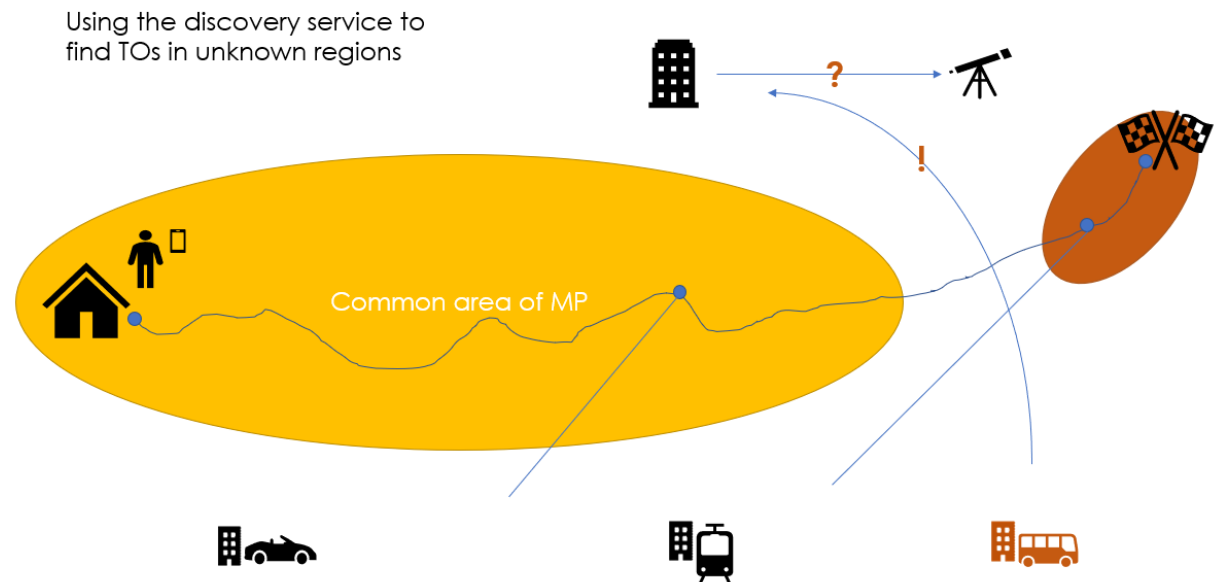 Using the discovery service to
find TOs in unknown regions
?
!
Common area of MP